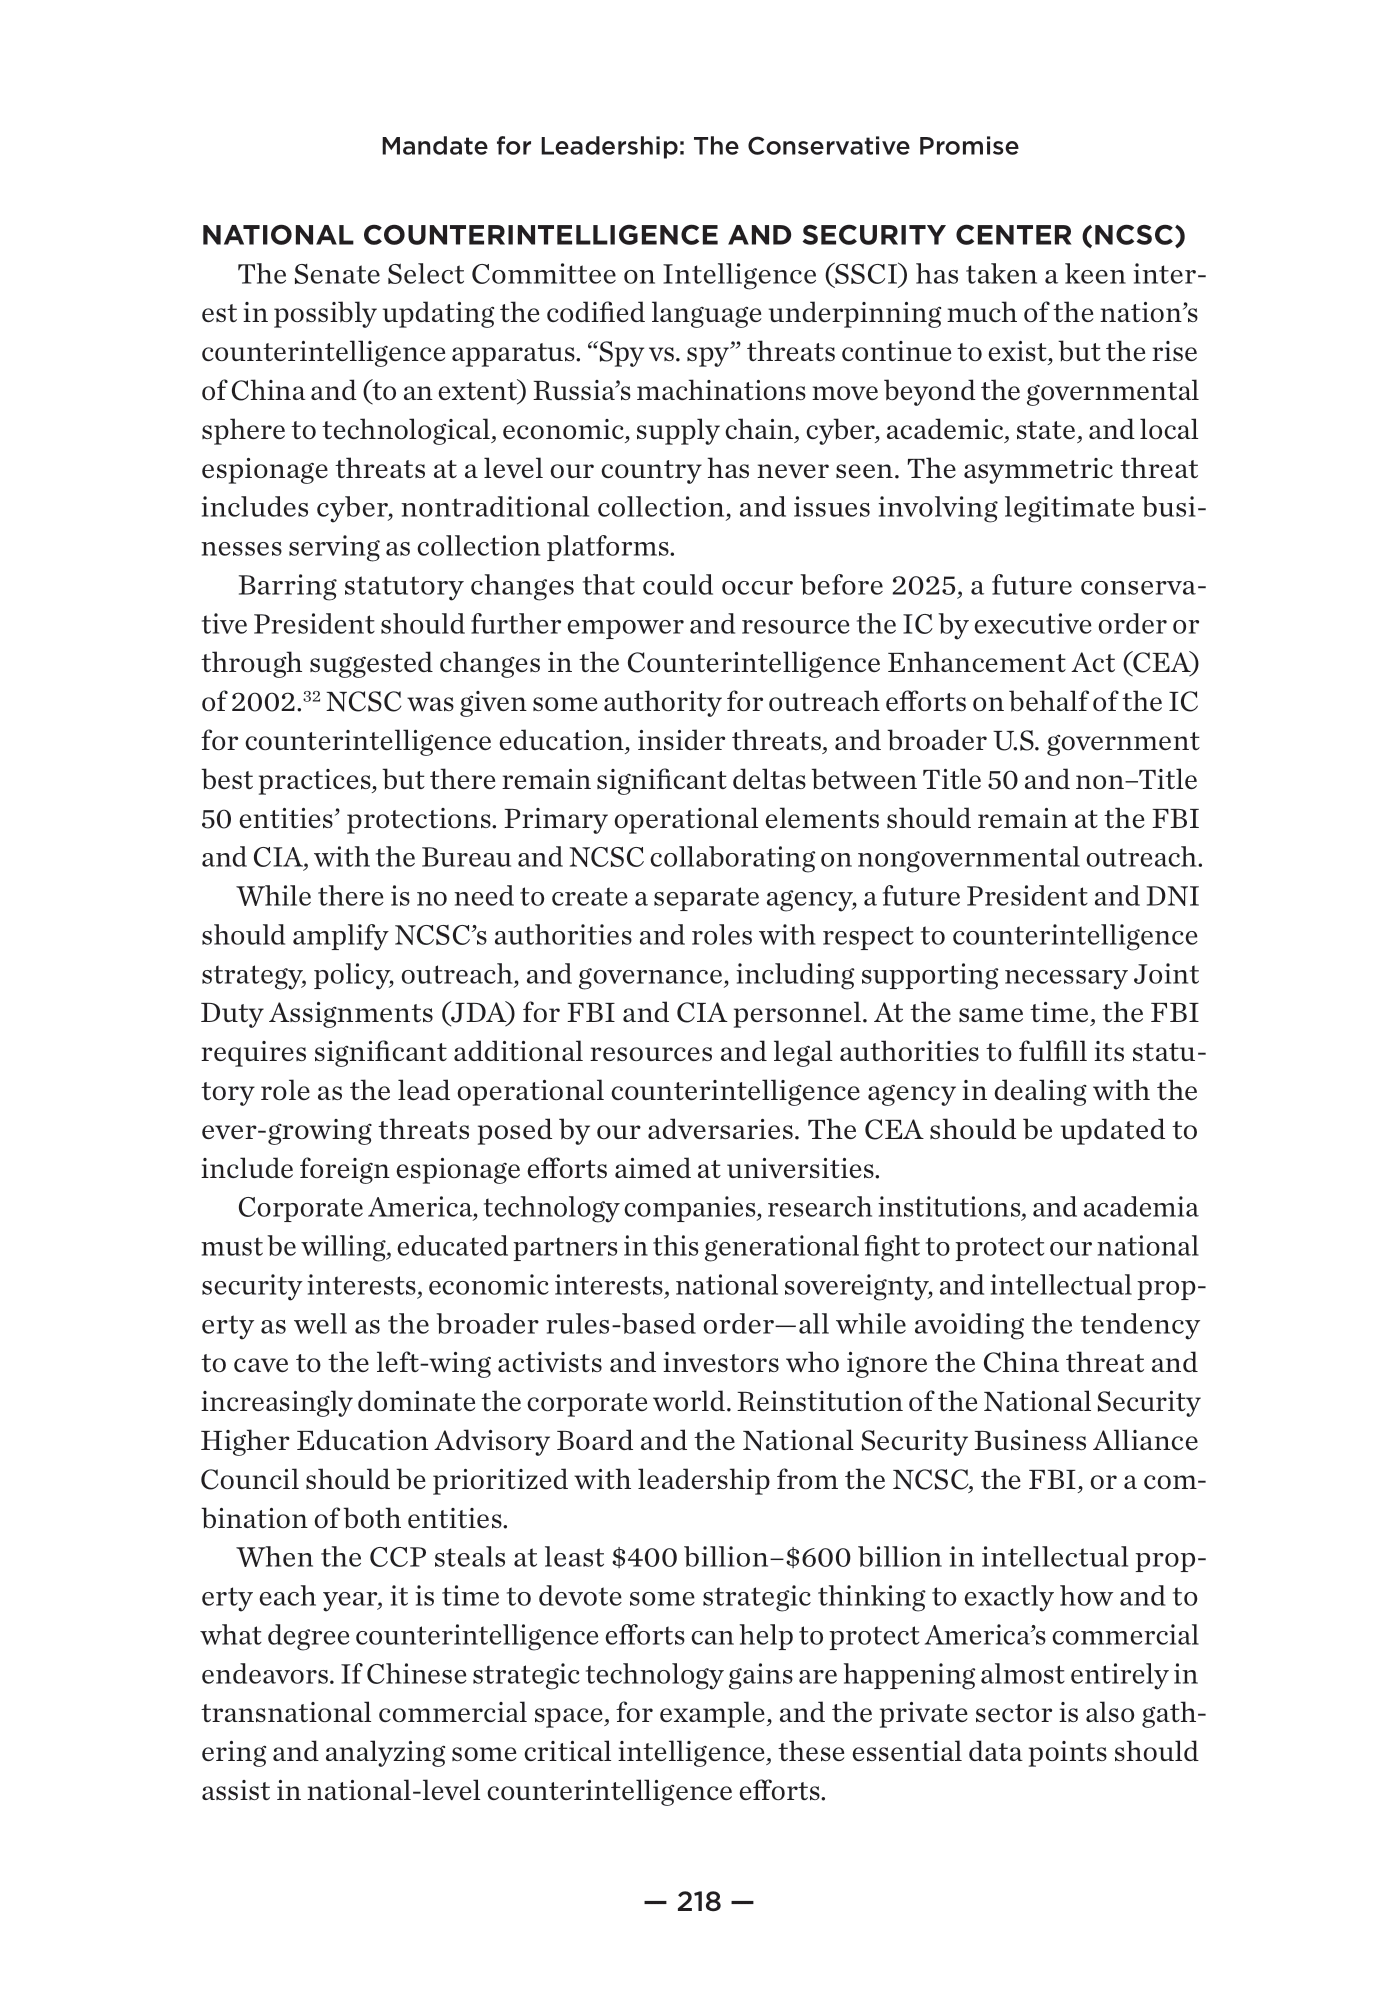 Mandate for Leadership: The Conservative Promise
NATIONAL COUNTERINTELLIGENCE AND SECURITY CENTER (NCSC)
The Senate Select Committee on Intelligence (SSCI) has taken a keen inter-
est in possibly updating the codified language underpinning much of the nation’s
counterintelligence apparatus. “Spy vs. spy” threats continue to exist, but the rise
of China and (to an extent) Russia’s machinations move beyond the governmental
sphere to technological, economic, supply chain, cyber, academic, state, and local
espionage threats at a level our country has never seen. The asymmetric threat
includes cyber, nontraditional collection, and issues involving legitimate busi-
nesses serving as collection platforms.
Barring statutory changes that could occur before 2025, a future conserva-
tive President should further empower and resource the IC by executive order or
through suggested changes in the Counterintelligence Enhancement Act (CEA)
of 2002.³² NCSC was given some authority for outreach efforts on behalf of the IC
for counterintelligence education, insider threats, and broader U.S. government
best practices, but there remain significant deltas between Title 50 and non–Title
50 entities’ protections. Primary operational elements should remain at the FBI
and CIA, with the Bureau and NCSC collaborating on nongovernmental outreach.
While there is no need to create a separate agency, a future President and DNI
should amplify NCSC’s authorities and roles with respect to counterintelligence
strategy, policy, outreach, and governance, including supporting necessary Joint
Duty Assignments (JDA) for FBI and CIA personnel. At the same time, the FBI
requires significant additional resources and legal authorities to fulfill its statu-
tory role as the lead operational counterintelligence agency in dealing with the
ever-growing threats posed by our adversaries. The CEA should be updated to
include foreign espionage efforts aimed at universities.
Corporate America, technology companies, research institutions, and academia
must be willing, educated partners in this generational fight to protect our national
security interests, economic interests, national sovereignty, and intellectual prop-
erty as well as the broader rules-based order—all while avoiding the tendency
to cave to the left-wing activists and investors who ignore the China threat and
increasingly dominate the corporate world. Reinstitution of the National Security
Higher Education Advisory Board and the National Security Business Alliance
Council should be prioritized with leadership from the NCSC, the FBI, or a com-
bination of both entities.
When the CCP steals at least $400 billion–$600 billion in intellectual prop-
erty each year, it is time to devote some strategic thinking to exactly how and to
what degree counterintelligence efforts can help to protect America’s commercial
endeavors. If Chinese strategic technology gains are happening almost entirely in
transnational commercial space, for example, and the private sector is also gath-
ering and analyzing some critical intelligence, these essential data points should
assist in national-level counterintelligence efforts.
— 218 —